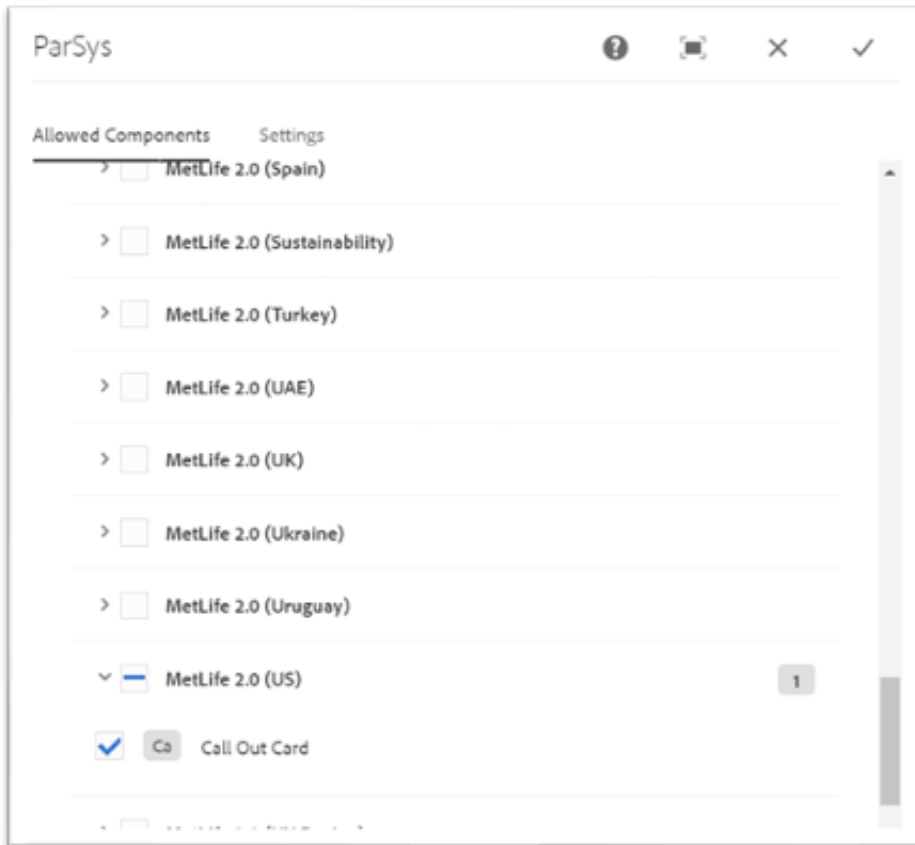 ParSys
Allowed Components Settings
MetLife 2.0 (Spain)
MetLife 2.0 (Sustainability)
MetLife 2.0 (Turkey)
MetLife 2.0 (UAE)
MetLife 2.0 (UK)
MetLife 2.0 (Ukraine)
MetLife 2.0 (Uruguay)
MetLife 2.0 (US) 1
Ca Call Out Card